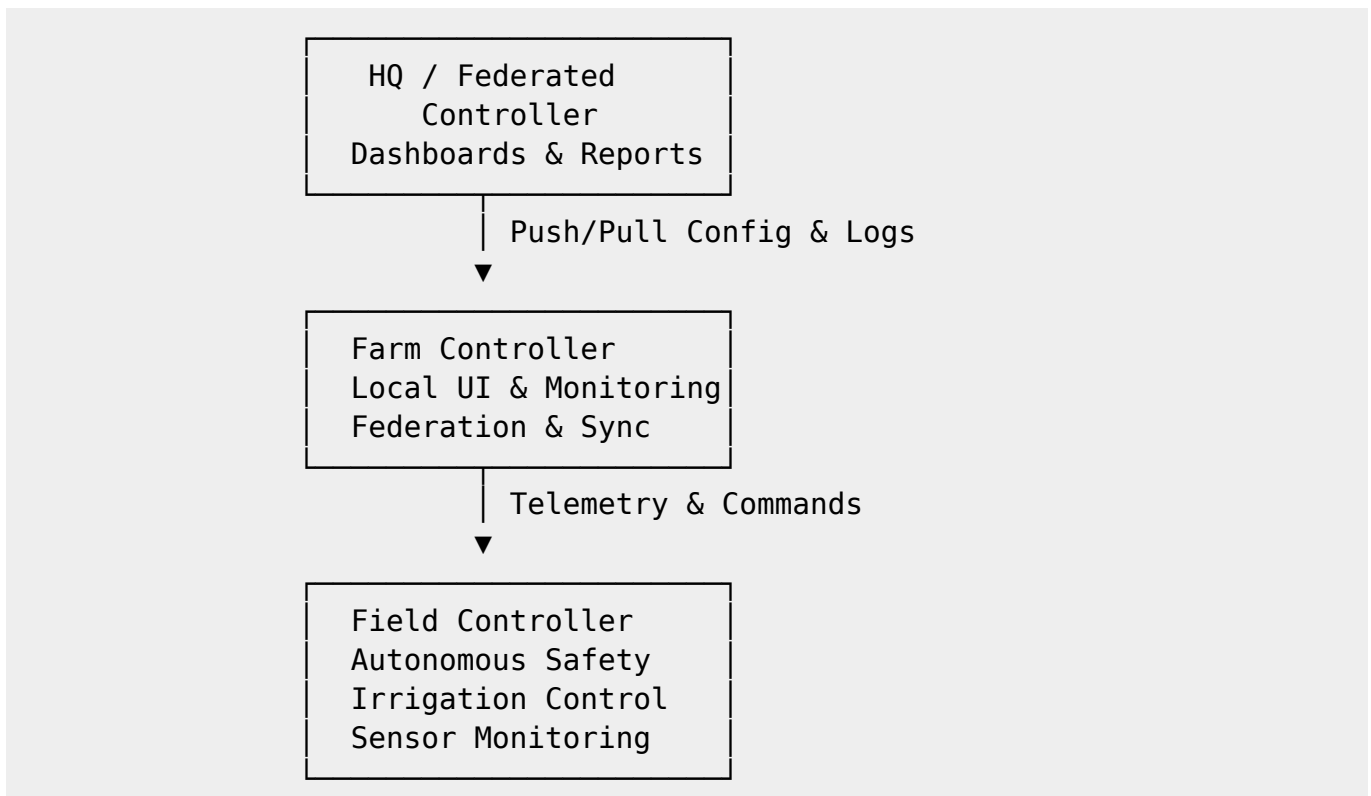 HQ / Federated
Controller
Dashboards & Reports
Push/Pull Config & Logs
Farm Controller
Local UI & Monitoring
Federation & Sync
Telemetry & Commands
Field Controller
Autonomous Safety
Irrigation Control
Sensor Monitoring